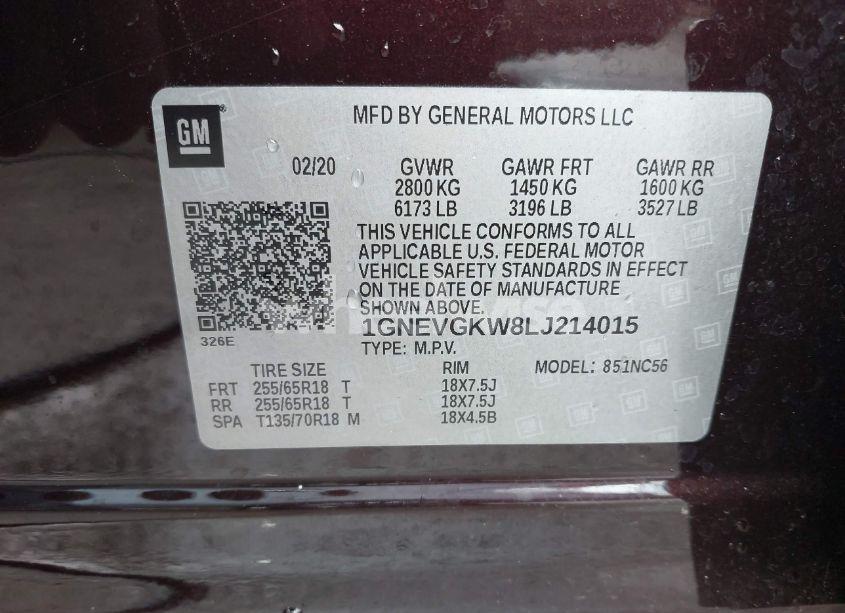 GM
MFD BY GENERAL MOTORS LLC
02/20 GVWR GAWR FRT GAWR RR
2800 KG 1450 KG 1600 KG
6173 LB 3196 LB 3527 LB
THIS VEHICLE CONFORMS TO ALL
APPLICABLE U.S. FEDERAL MOTOR
VEHICLE SAFETY STANDARDS IN EFFECT
ON THE DATE OF MANUFACTURE
SHOWN ABOVE.
326E
1GNEVGKW8LJ214015
TYPE: M.P.V.
TIRE SIZE RIM MODEL: 851NC56
FRT 255/65R18 T 18X7.5J
RR 255/65R18 T 18X7.5J
SPA T135/70R18 M 18X4.5B